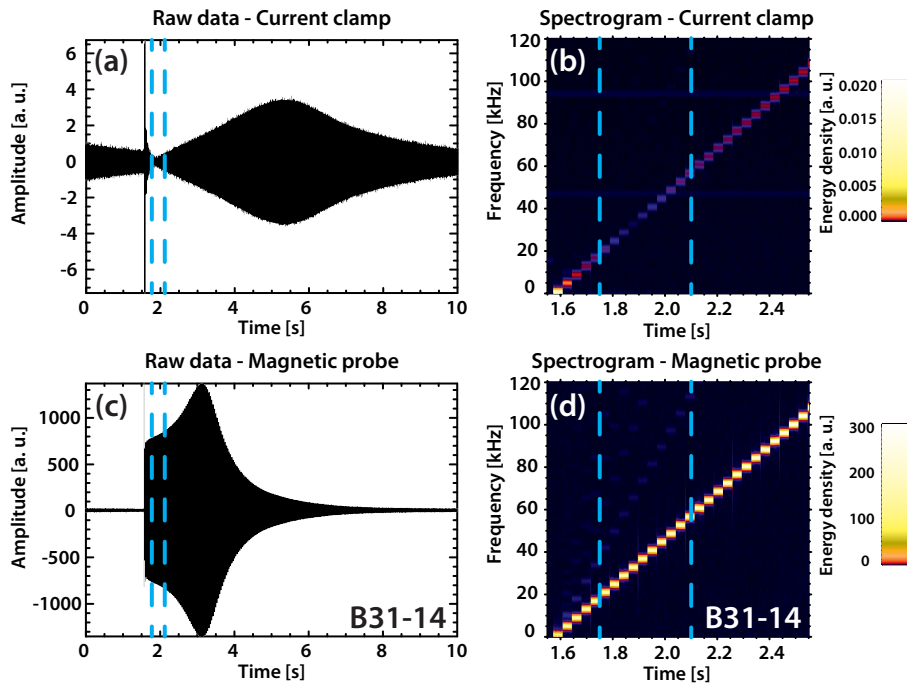 Raw data - Current clamp
(a)
Amplitude [a. u.]
6
4
2
0
-2
-4
-6
0
2
4
6
8
10
Time [s]
Spectrogram - Current clamp
(b)
Frequency [kHz]
120
100
80
60
40
20
0
1.6
1.8
2.0
2.2
2.4
Time [s]
Energy density [a. u.]
0.020
0.015
0.010
0.005
0.000
Raw data - Magnetic probe
(c)
Amplitude [a. u.]
1000
500
0
-500
-1000
B31-14
0
2
4
6
8
10
Time [s]
Spectrogram - Magnetic probe
(d)
Frequency [kHz]
120
100
80
60
40
20
0
B31-14
1.6
1.8
2.0
2.2
2.4
Time [s]
Energy density [a. u.]
300
200
100
0